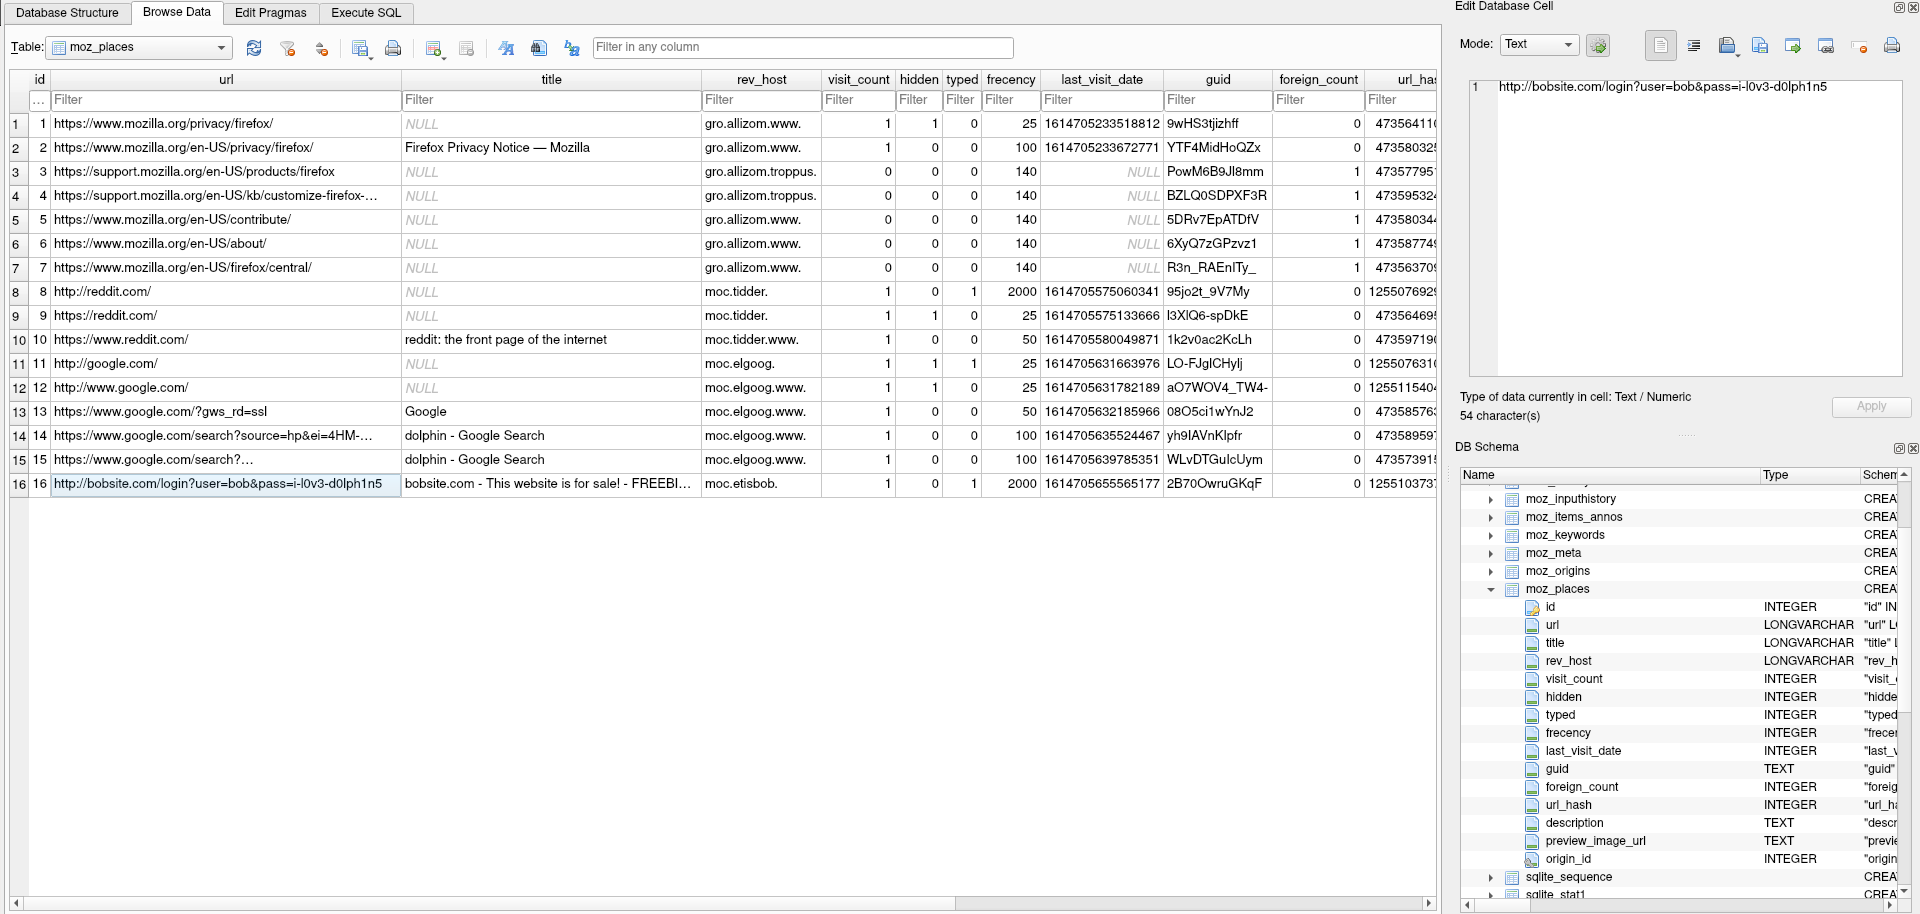 Database Structure Browse Data Edit Pragmas Execute SQL
Table: moz_places Filter in any column
id url title rev_host visit_count hidden typed frecency last_visit_date guid foreign_count url_has
... Filter Filter Filter Filter Filter Filter Filter Filter Filter Filter Filter
1 1 https://www.mozilla.org/privacy/firefox/ NULL gro.allizom.www. 1 1 0 25 1614705233518812 9wHS3tjizhff 0 47356411
2 2 https://www.mozilla.org/en-US/privacy/firefox/ Firefox Privacy Notice — Mozilla gro.allizom.www. 1 0 0 100 1614705233672771 YTF4MidHoQZx 0 47358032
3 3 https://support.mozilla.org/en-US/products/firefox NULL gro.allizom.troppus. 0 0 0 140 NULL PowM6B9Jl8mm 1 47357795
4 4 https://support.mozilla.org/en-US/kb/customize-firefox-... NULL gro.allizom.troppus. 0 0 0 140 NULL BZLQ0SDPXF3R 1 47359532
5 5 https://www.mozilla.org/en-US/contribute/ NULL gro.allizom.www. 0 0 0 140 NULL 5DRv7EpATDfV 1 47358034
6 6 https://www.mozilla.org/en-US/about/ NULL gro.allizom.www. 0 0 0 140 NULL 6XyQ7zGPzvz1 1 47358774
7 7 https://www.mozilla.org/en-US/firefox/central/ NULL gro.allizom.www. 0 0 0 140 NULL R3n_RAEnITy_ 1 47356370
8 8 http://reddit.com/ NULL moc.tidder. 1 0 1 2000 1614705575060341 95jo2t_9V7My 0 125507692
9 9 https://reddit.com/ NULL moc.tidder. 1 1 0 25 1614705575133666 l3XlQ6-spDkE 0 47356469
10 10 https://www.reddit.com/ reddit: the front page of the internet moc.tidder.www. 1 0 0 50 1614705580049871 1k2v0ac2KcLh 0 47359719
11 11 http://google.com/ NULL moc.elgoog. 1 1 1 25 1614705631663976 LO-FJgICHylj 0 125507631
12 12 http://www.google.com/ NULL moc.elgoog.www. 1 1 0 25 1614705631782189 aO7WOV4_TW4- 0 125511540
13 13 https://www.google.com/?gws_rd=ssl Google moc.elgoog.www. 1 0 0 50 1614705632185966 08O5ci1wYnJ2 0 47358576
14 14 https://www.google.com/search?source=hp&ei=4HM-... dolphin - Google Search moc.elgoog.www. 1 0 0 100 1614705635524467 yh9IAVnKlpfr 0 47358959
15 15 https://www.google.com/search?... dolphin - Google Search moc.elgoog.www. 1 0 0 100 1614705639785351 WLvDTGulcUym 0 47357391
16 16 http://bobsite.com/login?user=bob&pass=i-l0v3-d0lph1n5 bobsite.com - This website is for sale! - FREEBI... moc.etisbob. 1 0 1 2000 1614705655565177 2B70OwruGKqF 0 125510373
Edit Database Cell
Mode: Text
1 http://bobsite.com/login?user=bob&pass=i-l0v3-d0lph1n5
Type of data currently in cell: Text / Numeric
54 character(s)
Apply
DB Schema
Name Type Schem
moz_inputhistory CREA
moz_items_annos CREA
moz_keywords CREA
moz_meta CREA
moz_origins CREA
moz_places CREA
id INTEGER "id" IN
url LONGVARCHAR "url" L
title LONGVARCHAR "title" L
rev_host LONGVARCHAR "rev_h
visit_count INTEGER "visit_
hidden INTEGER "hidde
typed INTEGER "typed
frecency INTEGER "frecer
last_visit_date INTEGER "last_v
guid TEXT "guid"
foreign_count INTEGER "foreig
url_hash INTEGER "url_ha
description TEXT "descr
preview_image_url TEXT "previe
origin_id INTEGER "origin
sqlite_sequence CREA
sqlite_stat1 CREA